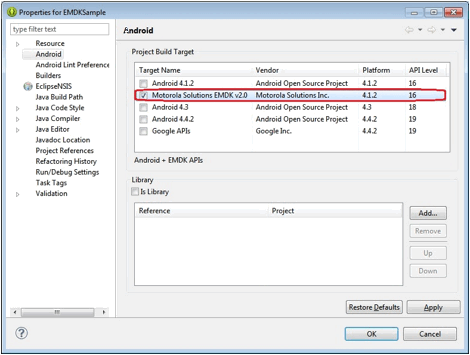 Properties for EMDKSample
type filter text
Android
Resource
Android
Android Lint Preference
Builders
EclipseNSIS
Java Build Path
Java Code Style
Java Compiler
Java Editor
Javadoc Location
Project References
Refactoring History
Run/Debug Settings
Task Tags
Validation
Project Build Target
Target Name Vendor Platform API Level
Android 4.1.2 Android Open Source Project 4.1.2 16
Motorola Solutions EMDK v2.0 Motorola Solutions Inc. 4.1.2 16
Android 4.3 Android Open Source Project 4.3 18
Android 4.4.2 Android Open Source Project 4.4.2 19
Google APIs Google Inc. 4.4.2 19
Android + EMDK APIs
Library
Is Library
Reference Project
Add...
Remove
Up
Down
Restore Defaults Apply
OK Cancel